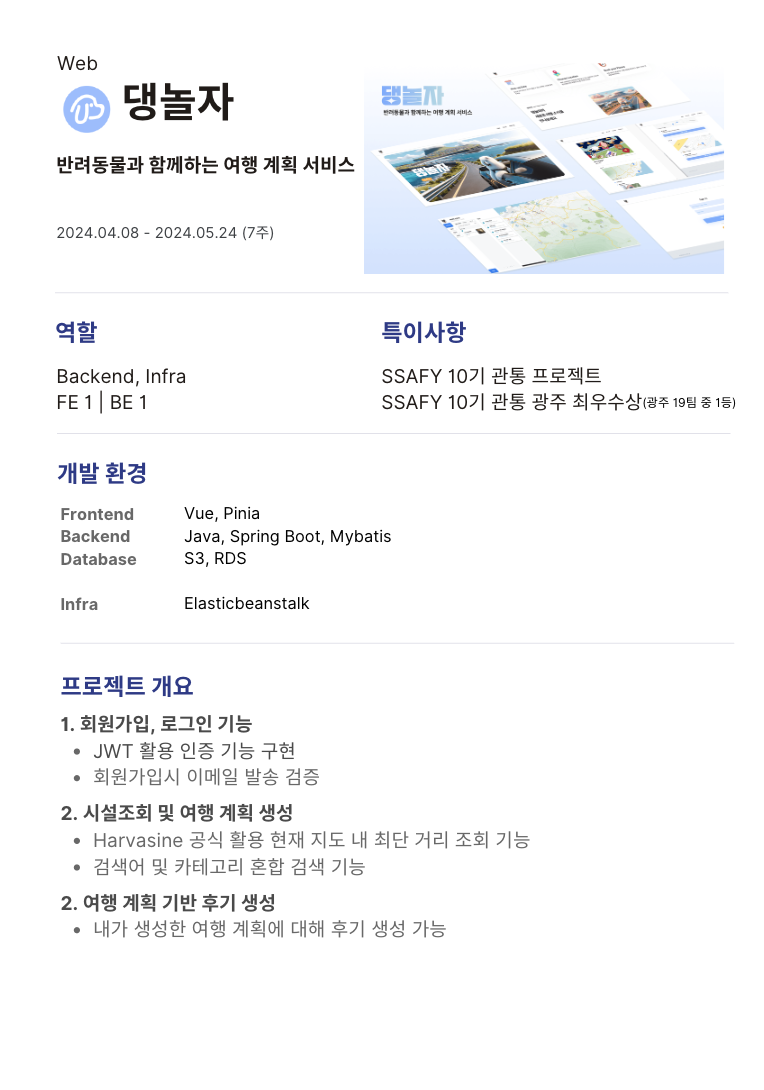 Web
댕놀자
반려동물과 함께하는 여행 계획 서비스
2024.04.08 - 2024.05.24 (7주)
댕놀자
반려동물과 함께하는 여행 계획 서비스
댕놀자
역할
Backend, Infra
FE 1 | BE 1
특이사항
SSAFY 10기 관통 프로젝트
SSAFY 10기 관통 광주 최우수상(광주 19팀 중 1등)
개발 환경
Frontend Vue, Pinia
Backend Java, Spring Boot, Mybatis
Database S3, RDS
Infra Elasticbeanstalk
프로젝트 개요
1. 회원가입, 로그인 기능
• JWT 활용 인증 기능 구현
• 회원가입시 이메일 발송 검증
2. 시설조회 및 여행 계획 생성
• Harvasine 공식 활용 현재 지도 내 최단 거리 조회 기능
• 검색어 및 카테고리 혼합 검색 기능
2. 여행 계획 기반 후기 생성
• 내가 생성한 여행 계획에 대해 후기 생성 가능